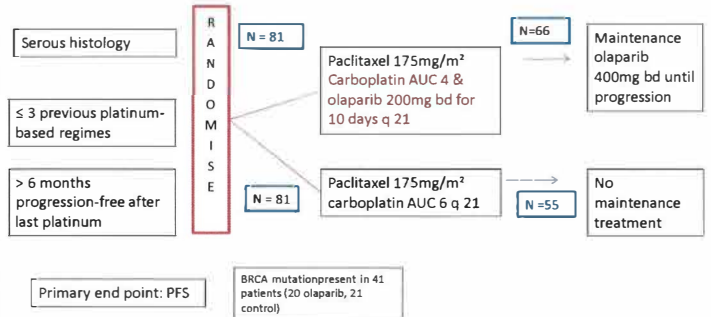 Serous histology
≤ 3 previous platinum-
based regimes
> 6 months
progression-free after
last platinum
R
A
N
D
O
M
I
S
E
N = 81
N = 81
Paclitaxel 175mg/m²
Carboplatin AUC 4 &
olaparib 200mg bd for
10 days q 21
Paclitaxel 175mg/m²
carboplatin AUC 6 q 21
N=66
N =55
Maintenance
olaparib
400mg bd until
progression
No
maintenance
treatment
Primary end point: PFS
BRCA mutationpresent in 41
patients (20 olaparib, 21
control)